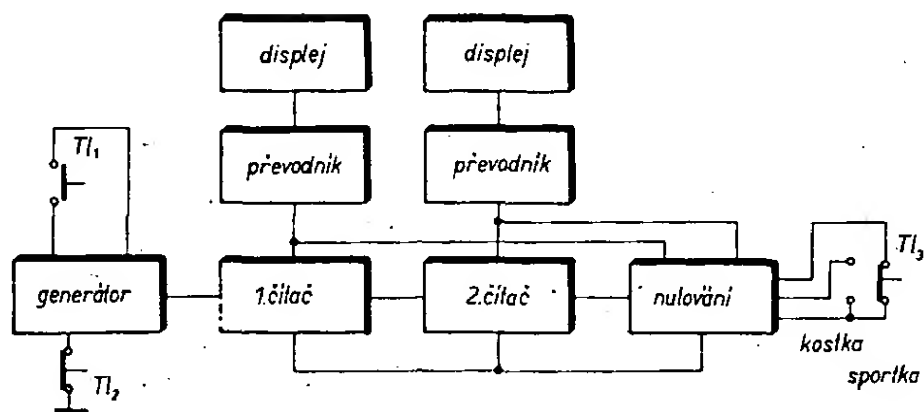 displej
displej
Tl₁
převodník
převodník
Tl₃
generátor
1.čítač
2.čítač
nulování
kostka
Tl₂
sportka